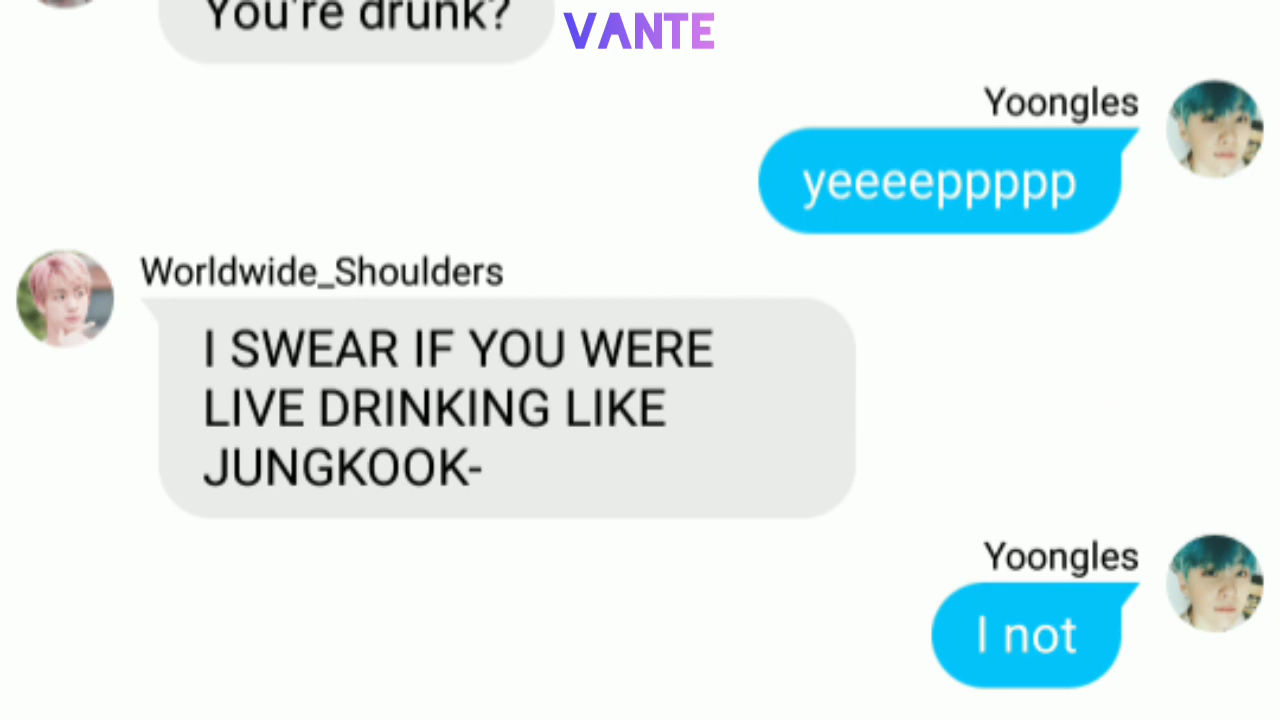 You're drunk?
VANTE
Yoongles
yeeeeppppp
Worldwide_Shoulders
I SWEAR IF YOU WERE
LIVE DRINKING LIKE
JUNGKOOK-
Yoongles
I not